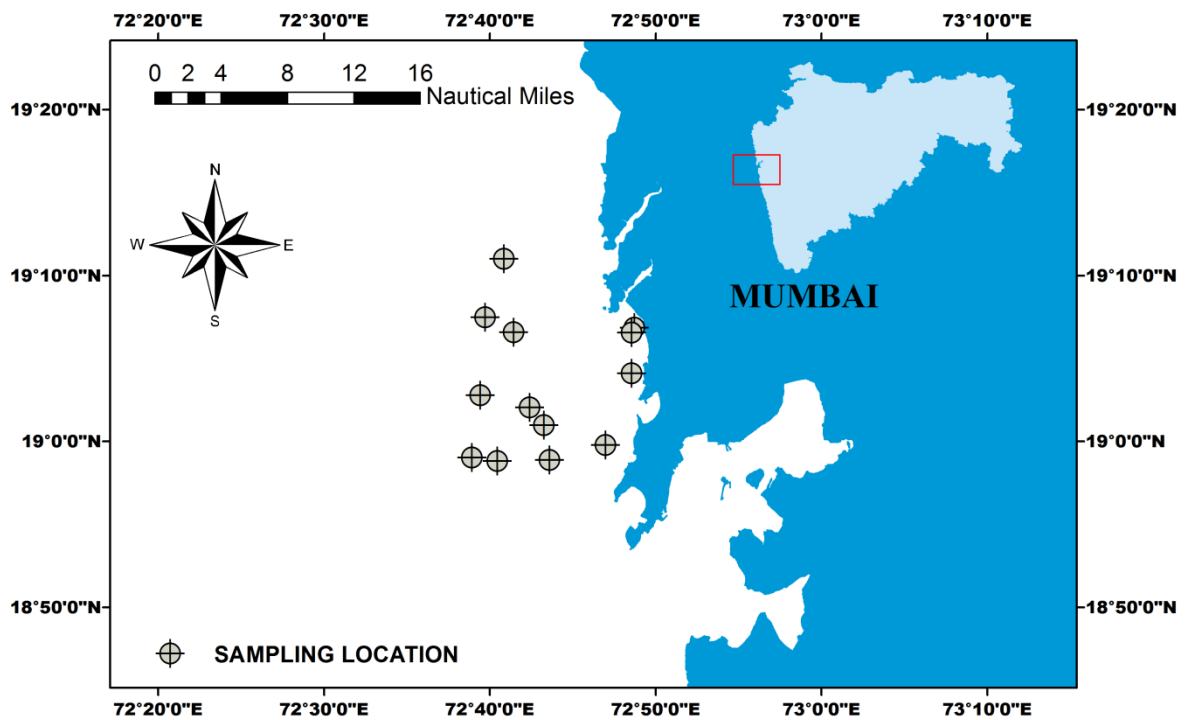 72°20'0"E 72°30'0"E 72°40'0"E 72°50'0"E 73°0'0"E 73°10'0"E
0 2 4 8 12 16
Nautical Miles
19°20'0"N 19°20'0"N
N
W E
S
19°10'0"N 19°10'0"N
MUMBAI
19°0'0"N 19°0'0"N
18°50'0"N 18°50'0"N
SAMPLING LOCATION
72°20'0"E 72°30'0"E 72°40'0"E 72°50'0"E 73°0'0"E 73°10'0"E